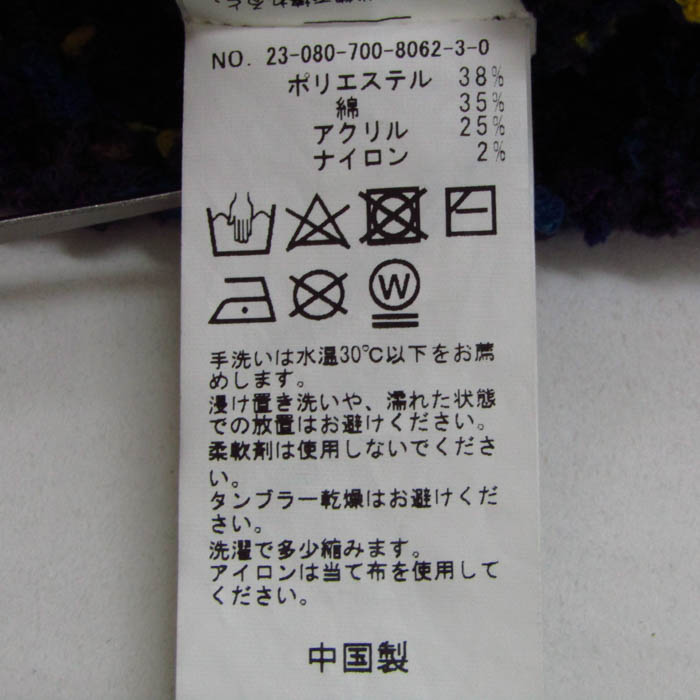 NO. 23-080-700-8062-3-0
ポリエステル 38%
綿 35%
アクリル 25%
ナイロン 2%
W
手洗いは水温30℃以下をお薦
めします。
浸け置き洗いや、濡れた状態
での放置はお避けください。
柔軟剤は使用しないでくださ
い。
タンブラー乾燥はお避けくだ
さい。
洗濯で多少縮みます。
アイロンは当て布を使用して
ください。
中国製